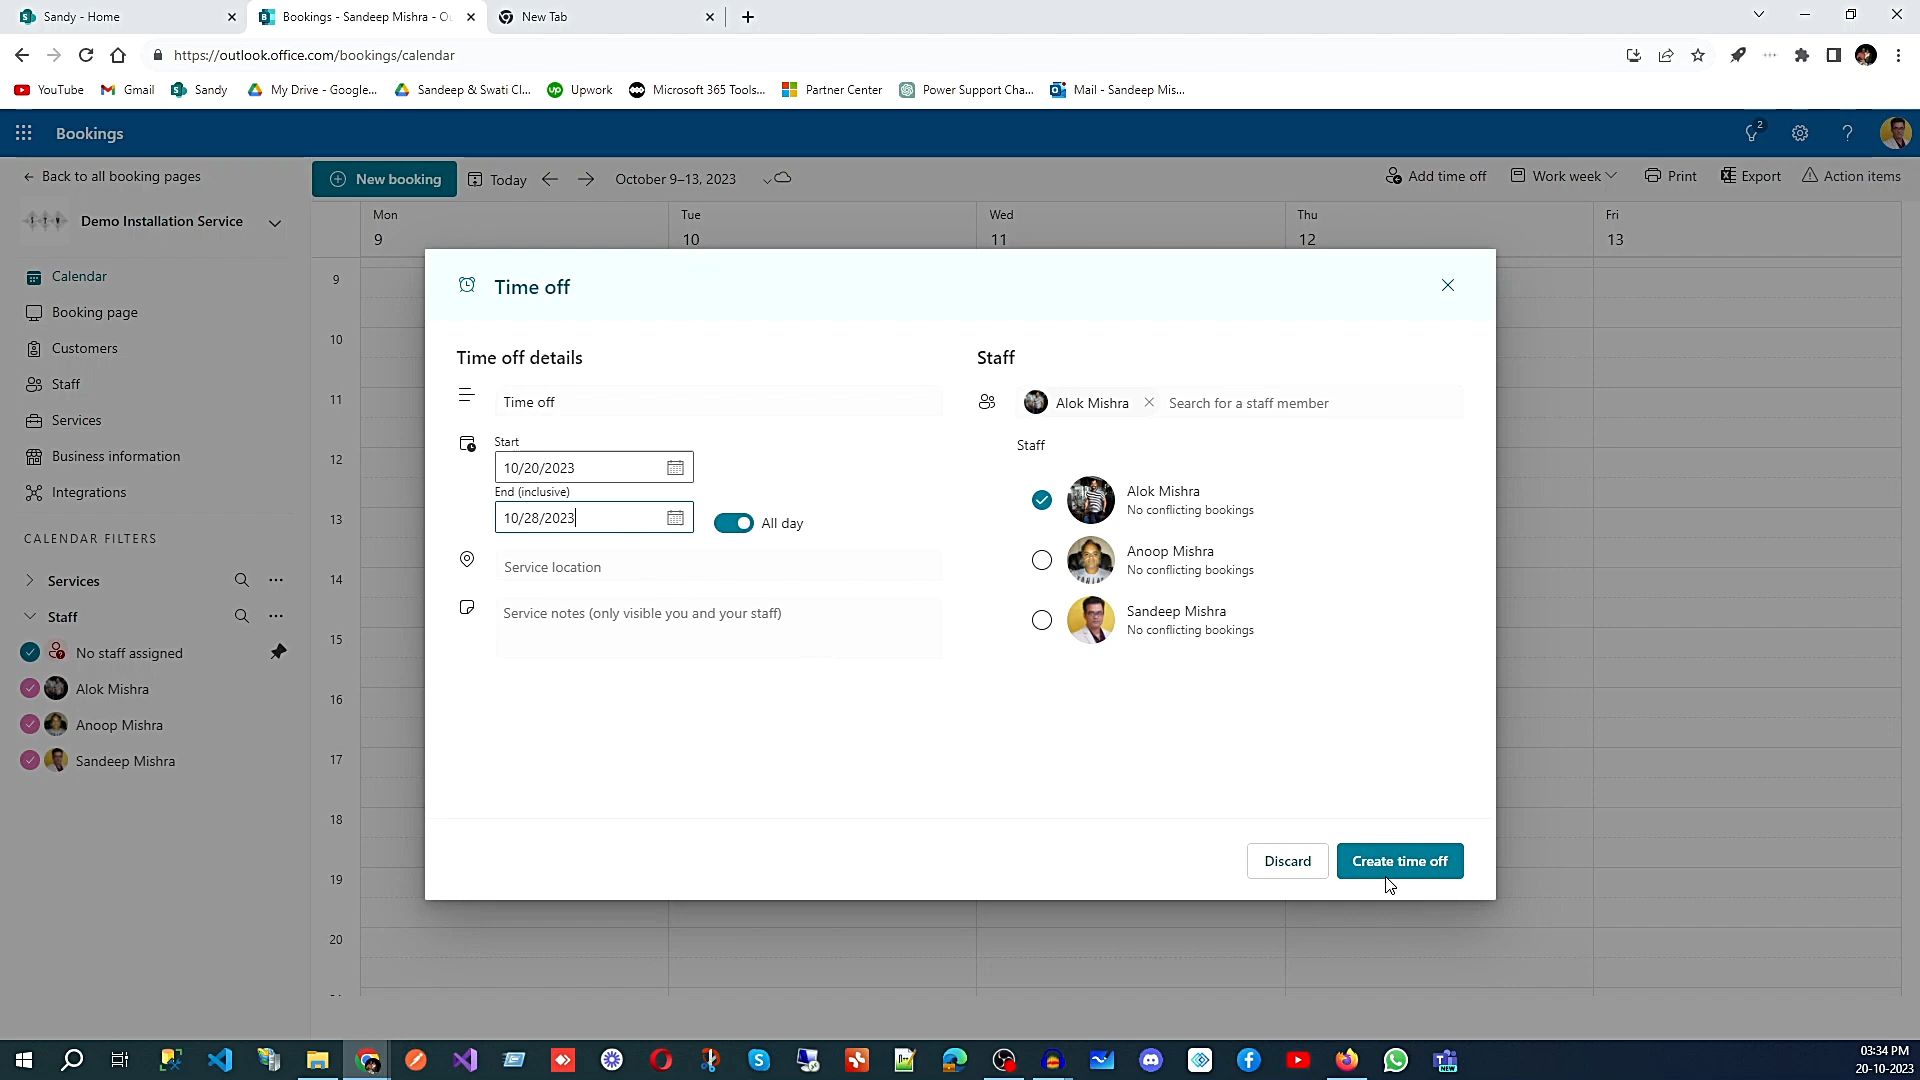 Sandy - Home
Bookings - Sandeep Mishra - Ou
New Tab
https://outlook.office.com/bookings/calendar
YouTube
Gmail
Sandy
My Drive - Google...
Sandeep & Swati Cl...
Upwork
Microsoft 365 Tools...
Partner Center
Power Support Cha...
Mail - Sandeep Mis...
Bookings
2
Back to all booking pages
New booking
Today
October 9–13, 2023
Add time off
Work week
Print
Export
Action items
Demo Installation Service
Mon
Tue
Wed
Thu
Fri
9
10
11
12
13
Calendar
Booking page
Customers
Staff
Services
Business information
Integrations
CALENDAR FILTERS
Services
Staff
No staff assigned
Alok Mishra
Anoop Mishra
Sandeep Mishra
9
10
11
12
13
14
15
16
17
18
19
20
Time off
Time off details
Time off
Start
10/20/2023
End (inclusive)
10/28/2023
All day
Service location
Service notes (only visible you and your staff)
Staff
Alok Mishra
Search for a staff member
Staff
Alok Mishra
No conflicting bookings
Anoop Mishra
No conflicting bookings
Sandeep Mishra
No conflicting bookings
Discard
Create time off
03:34 PM
20-10-2023